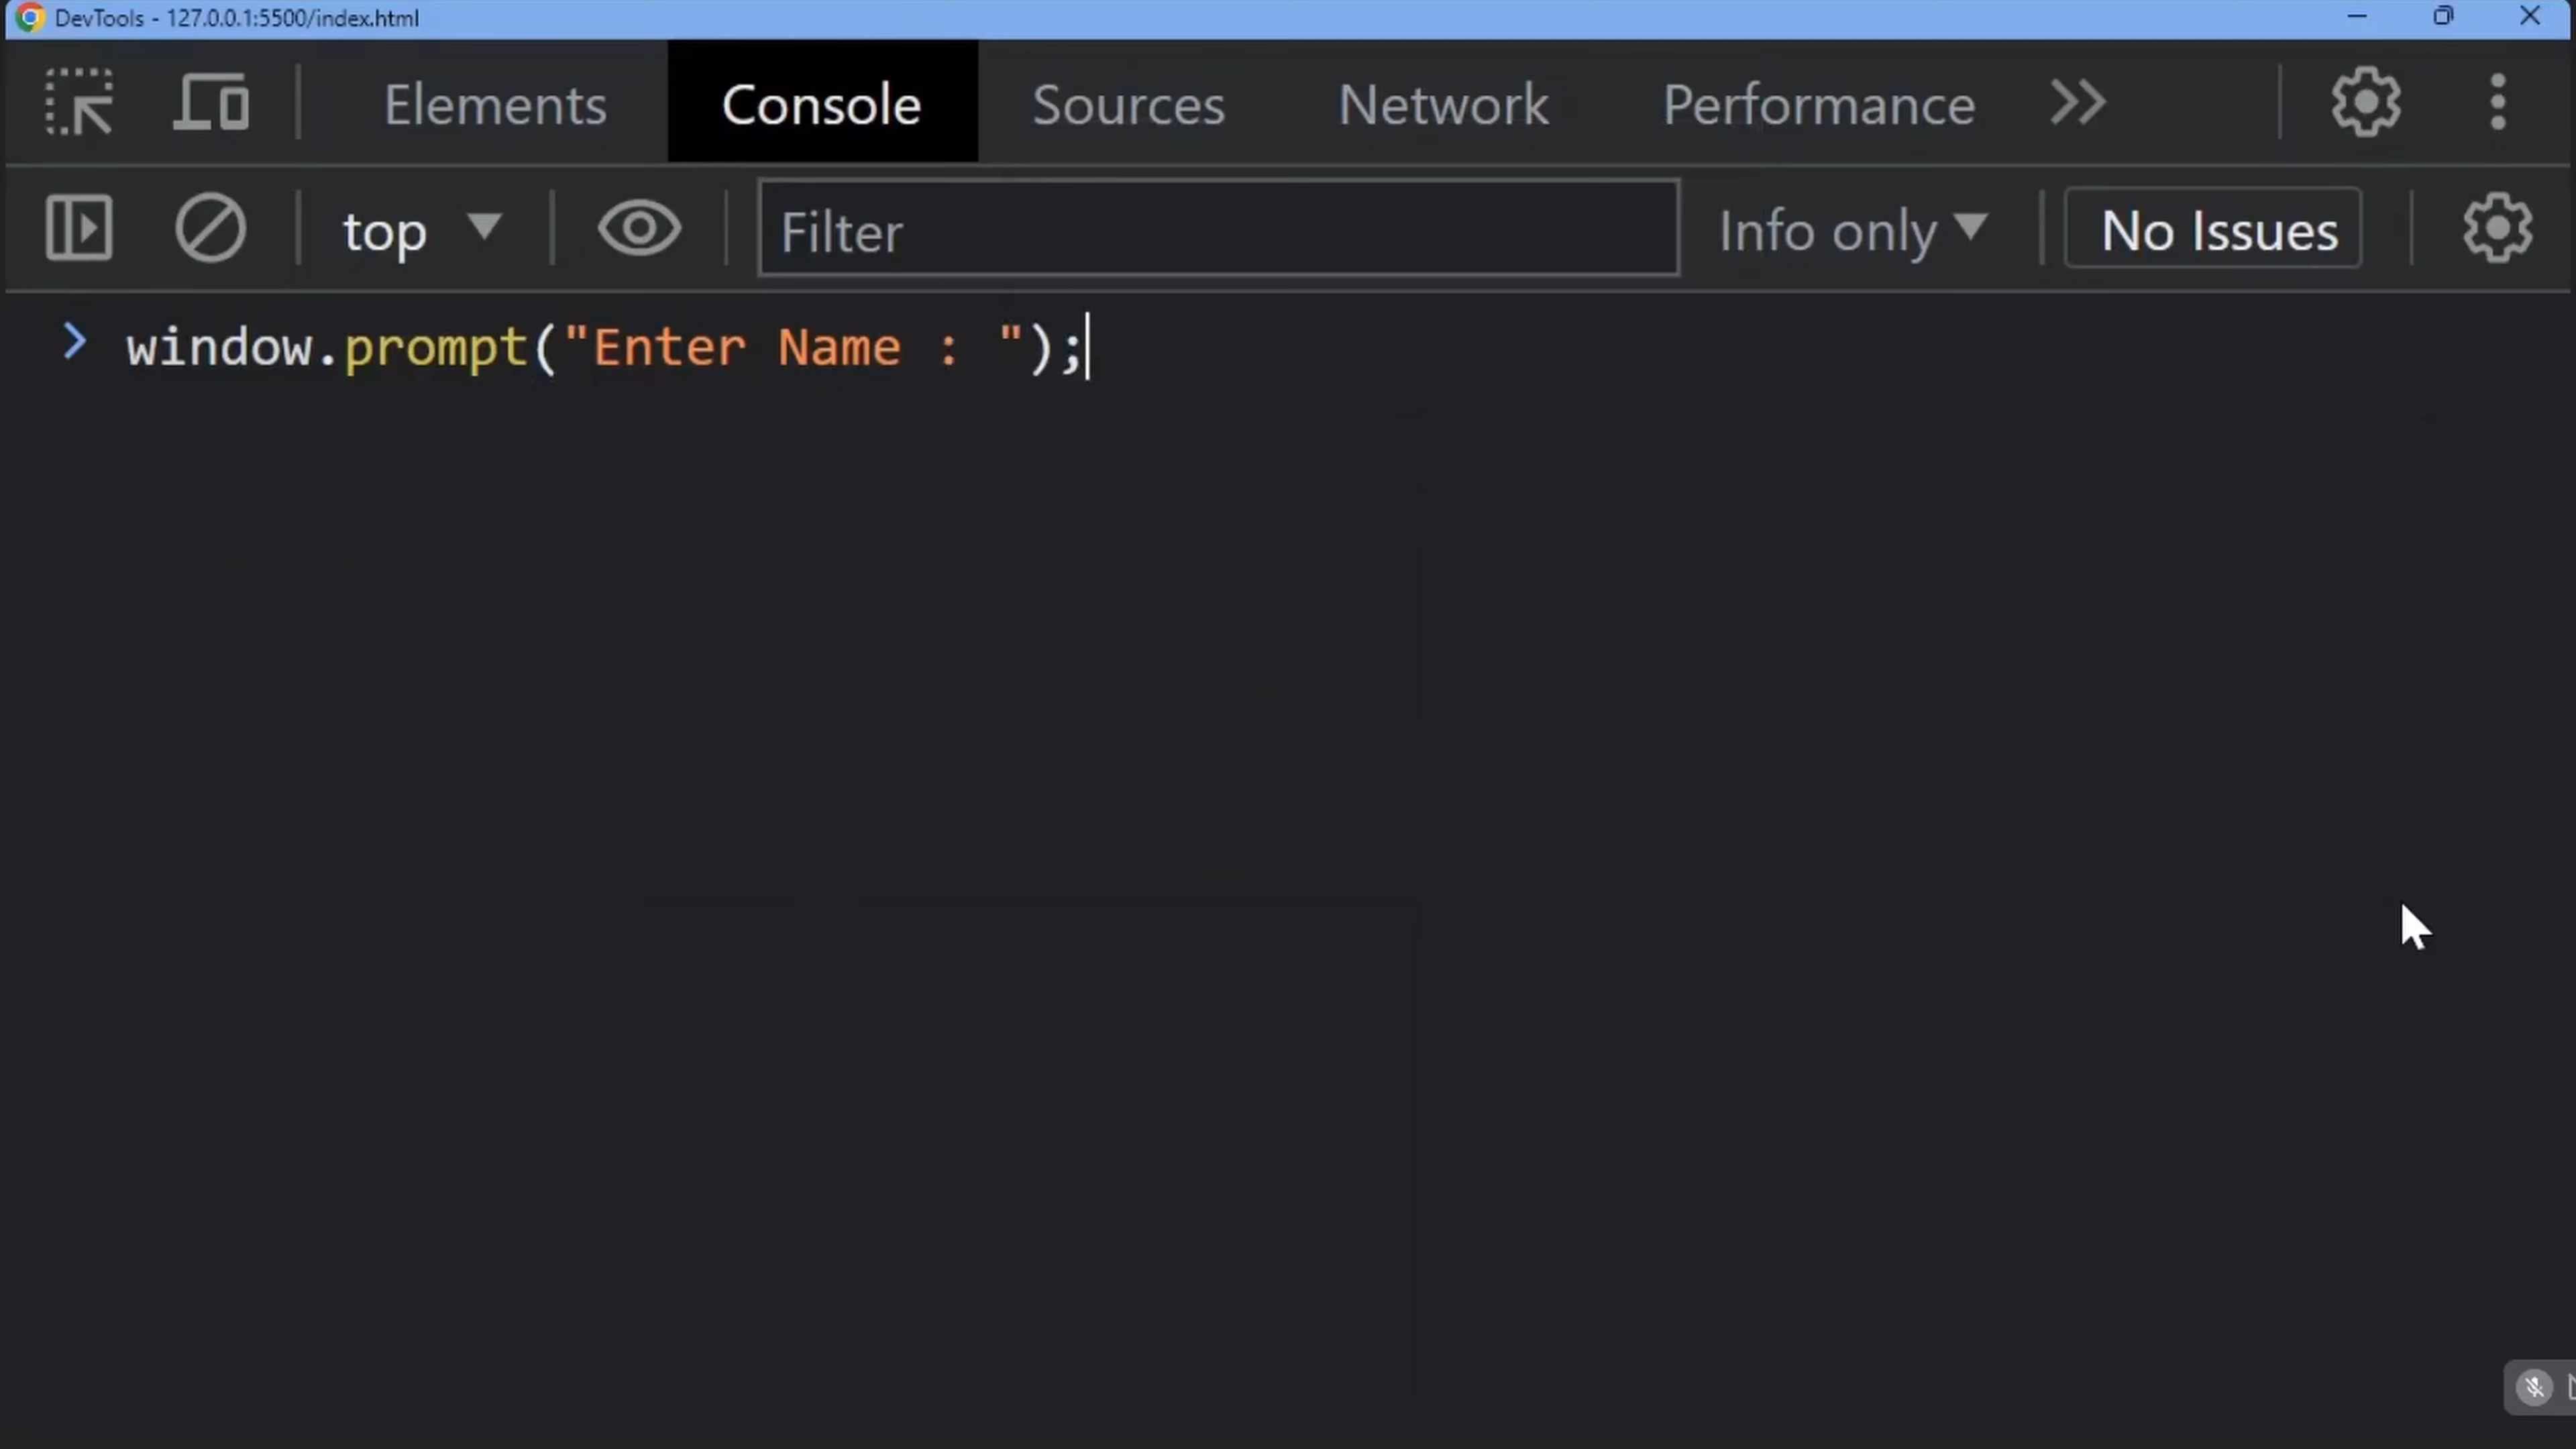 DevTools - 127.0.0.1:5500/index.html
Elements Console Sources Network Performance
top Filter Info only No Issues
window.prompt("Enter Name : ");